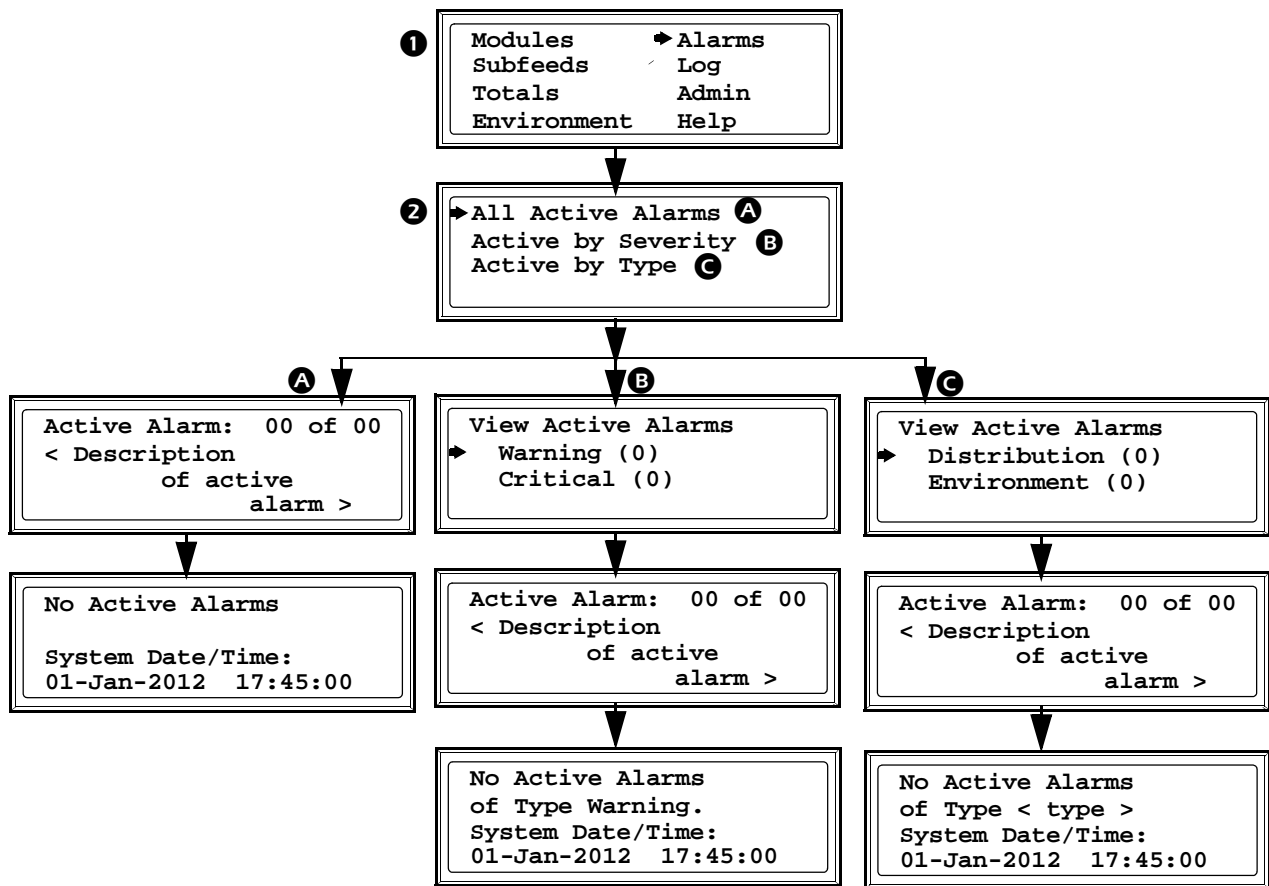 ❶
Modules Alarms
Subfeeds Log
Totals Admin
Environment Help
❷
All Active Alarms A
Active by Severity B
Active by Type C
A
Active Alarm: 00 of 00
< Description
of active
alarm >
No Active Alarms
System Date/Time:
01-Jan-2012 17:45:00
B
View Active Alarms
Warning (0)
Critical (0)
Active Alarm: 00 of 00
< Description
of active
alarm >
No Active Alarms
of Type Warning.
System Date/Time:
01-Jan-2012 17:45:00
C
View Active Alarms
Distribution (0)
Environment (0)
Active Alarm: 00 of 00
< Description
of active
alarm >
No Active Alarms
of Type < type >
System Date/Time:
01-Jan-2012 17:45:00